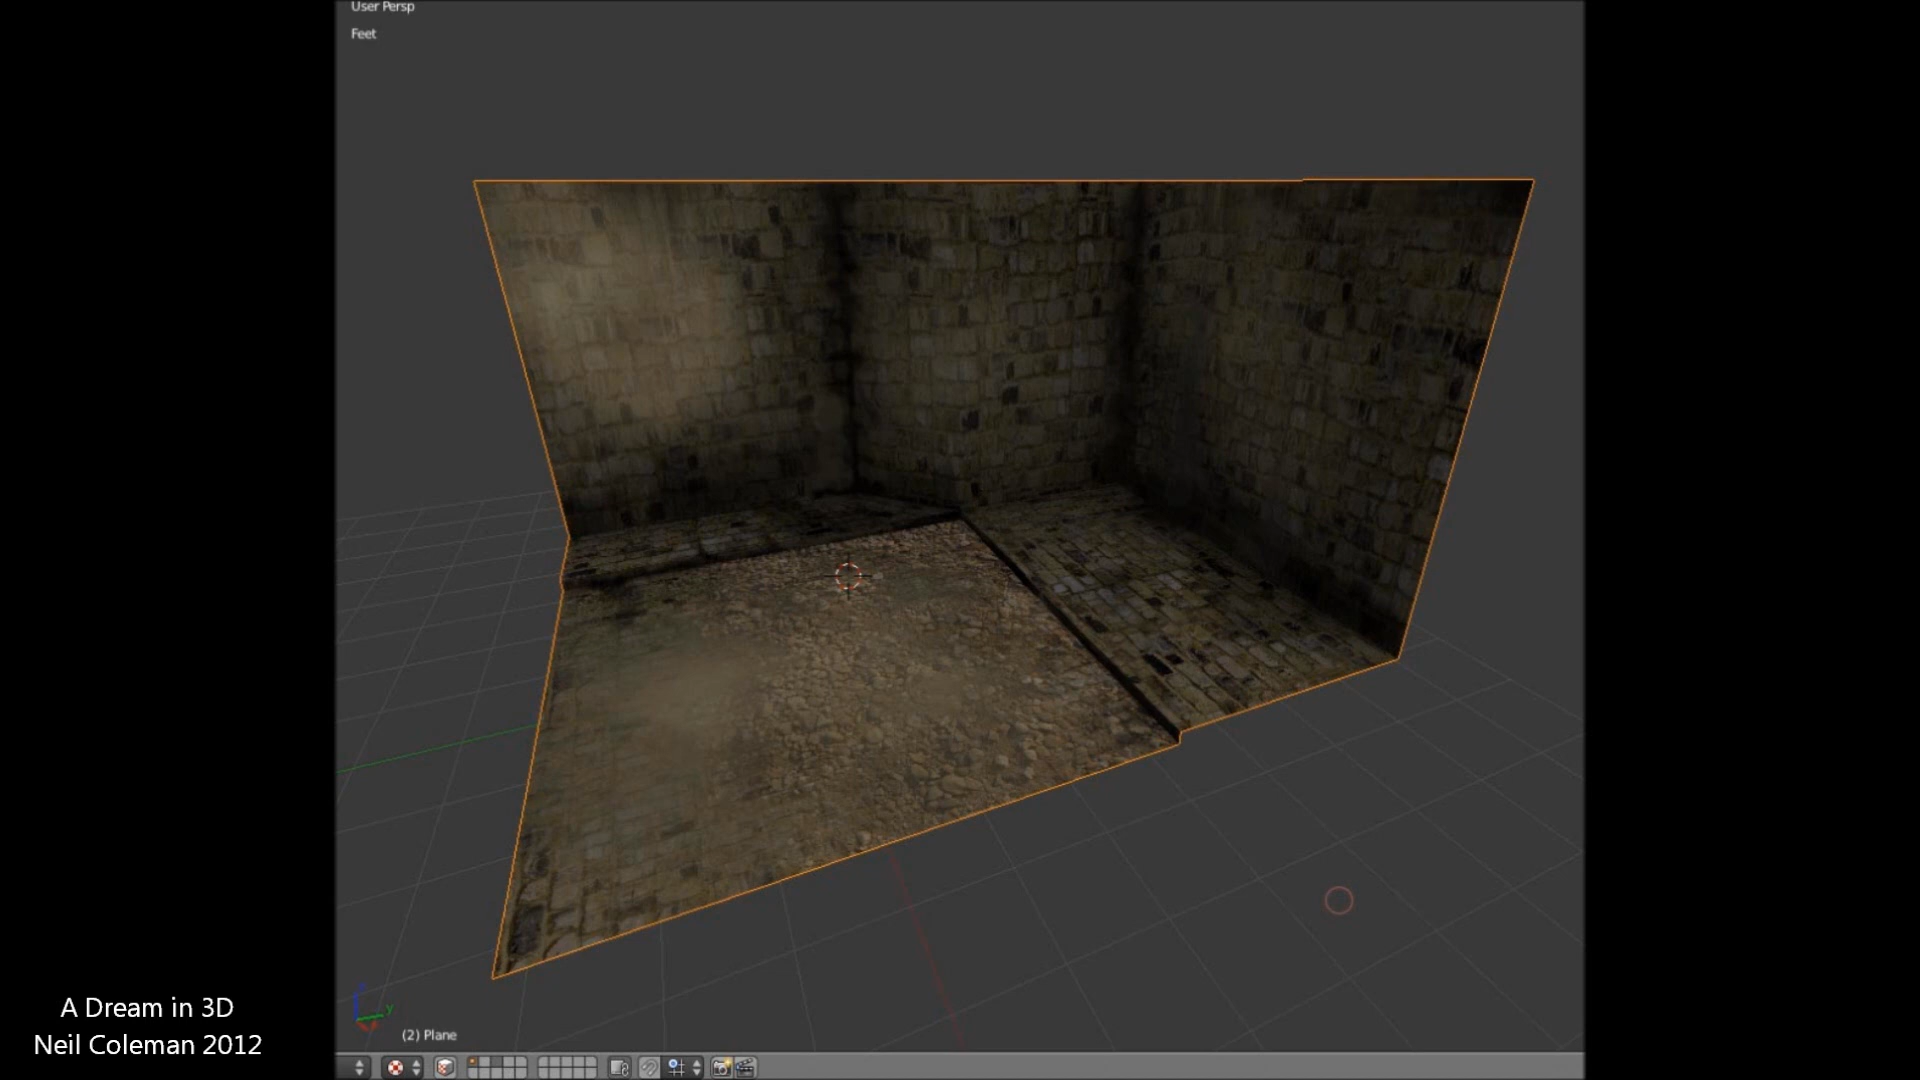 User Persp
Feet
y
(2) Plane
A Dream in 3D
Neil Coleman 2012